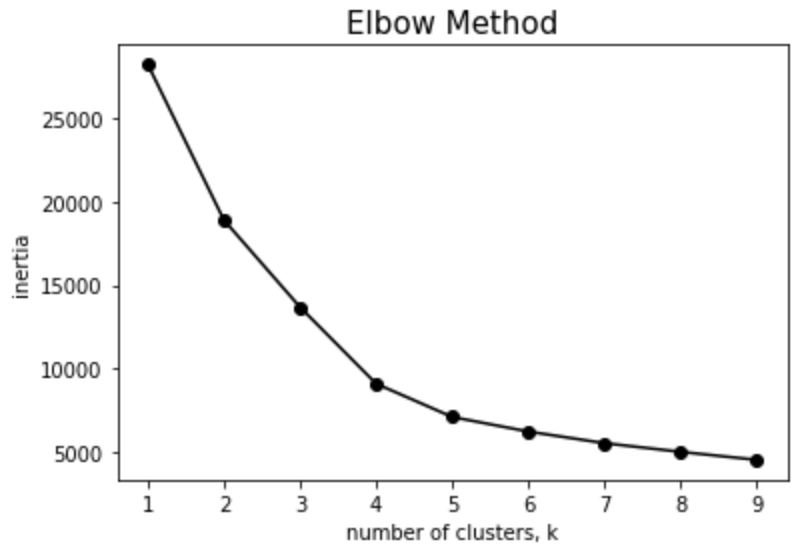 Elbow Method
inertia
25000
20000
15000
10000
5000
1 2 3 4 5 6 7 8 9
number of clusters, k